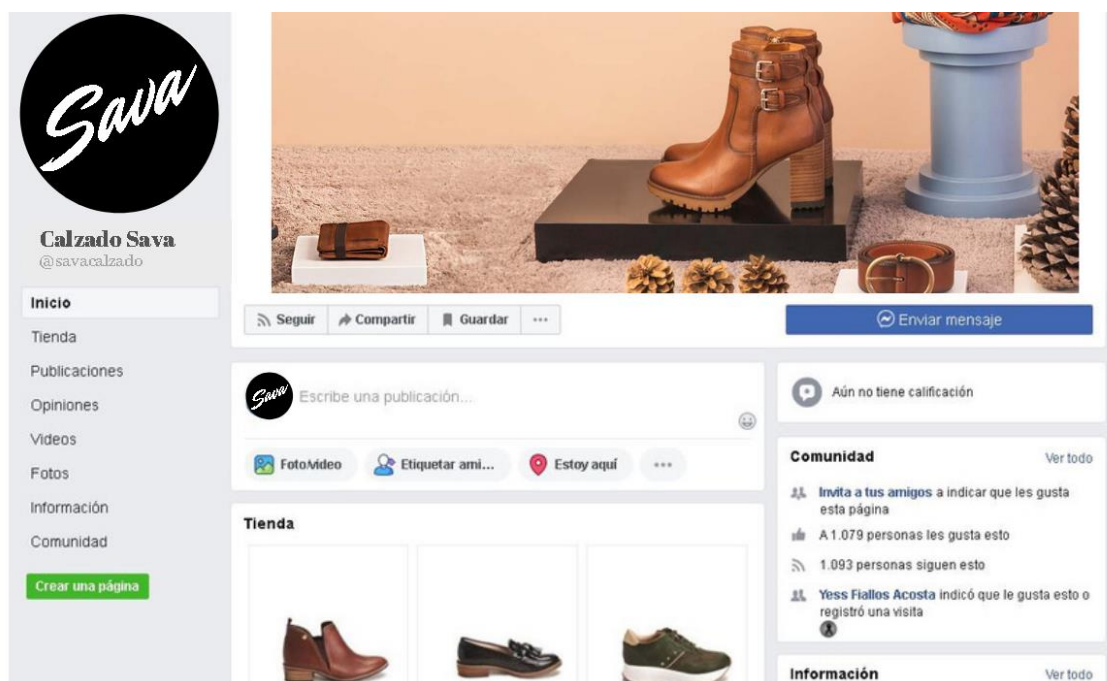 Sava
Calzado Sava
@savacalzado
Inicio
Tienda
Publicaciones
Opiniones
Videos
Fotos
Información
Comunidad
Crear una página
Seguir
Compartir
Guardar
...
Enviar mensaje
Sava
Escribe una publicación...
Foto/video
Etiquetar ami...
Estoy aquí
...
Tienda
Aún no tiene calificación
Comunidad
Ver todo
Invita a tus amigos a indicar que les gusta
esta página
A 1.079 personas les gusta esto
1.093 personas siguen esto
Yess Fiallos Acosta indicó que le gusta esto o
registró una visita
Información
Ver todo